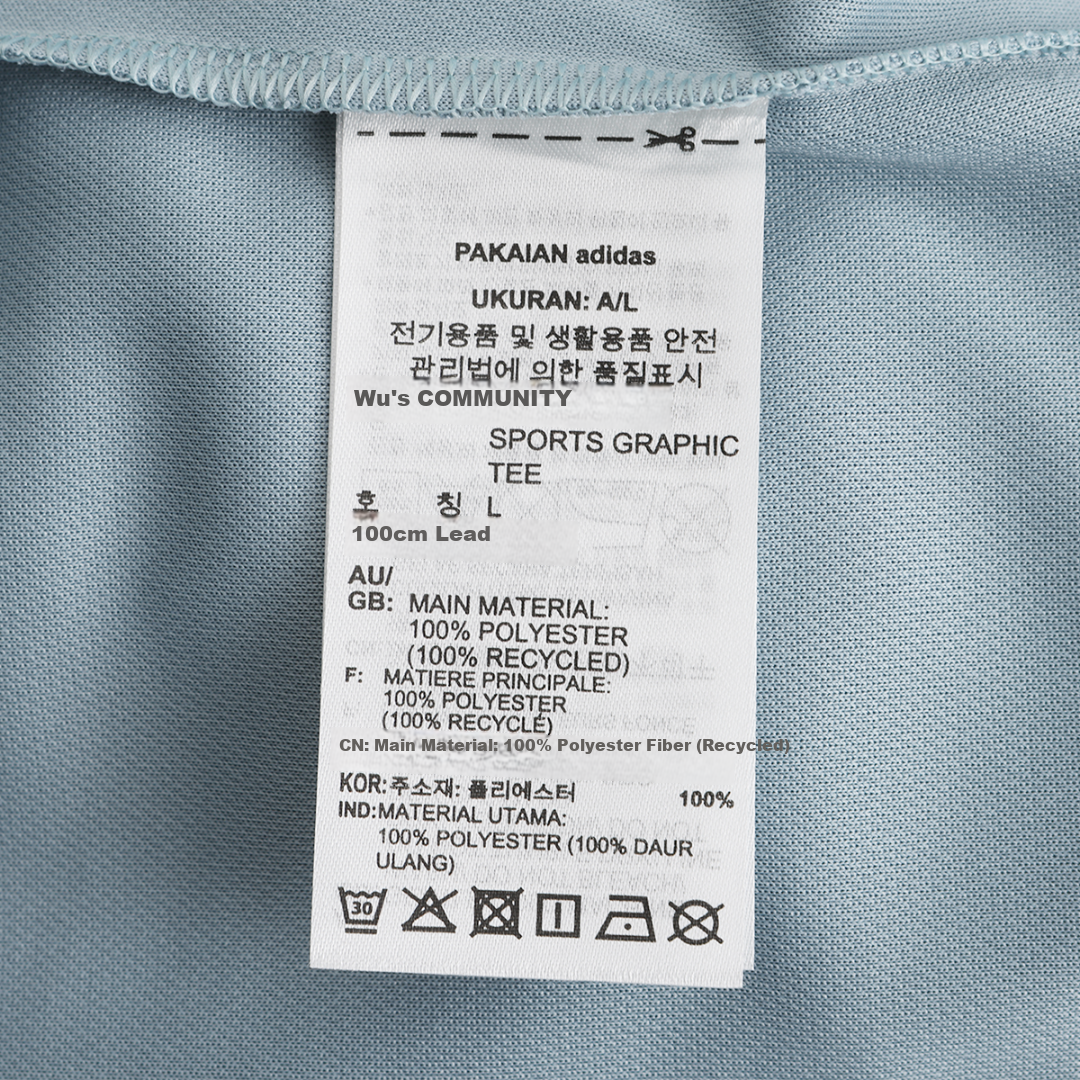 PAKAIAN adidas
UKURAN: A/L
전기용품 및 생활용품 안전
관리법에 의한 품질표시
Wu's COMMUNITY
SPORTS GRAPHIC
TEE
호 칭 L
100cm Lead
AU/
GB: MAIN MATERIAL:
100% POLYESTER
(100% RECYCLED)
F: MATIERE PRINCIPALE:
100% POLYESTER
(100% RECYCLÉ)
CN: Main Material: 100% Polyester Fiber (Recycled)
KOR: 주소재: 폴리에스터 100%
IND: MATERIAL UTAMA:
100% POLYESTER (100% DAUR
ULANG)
30